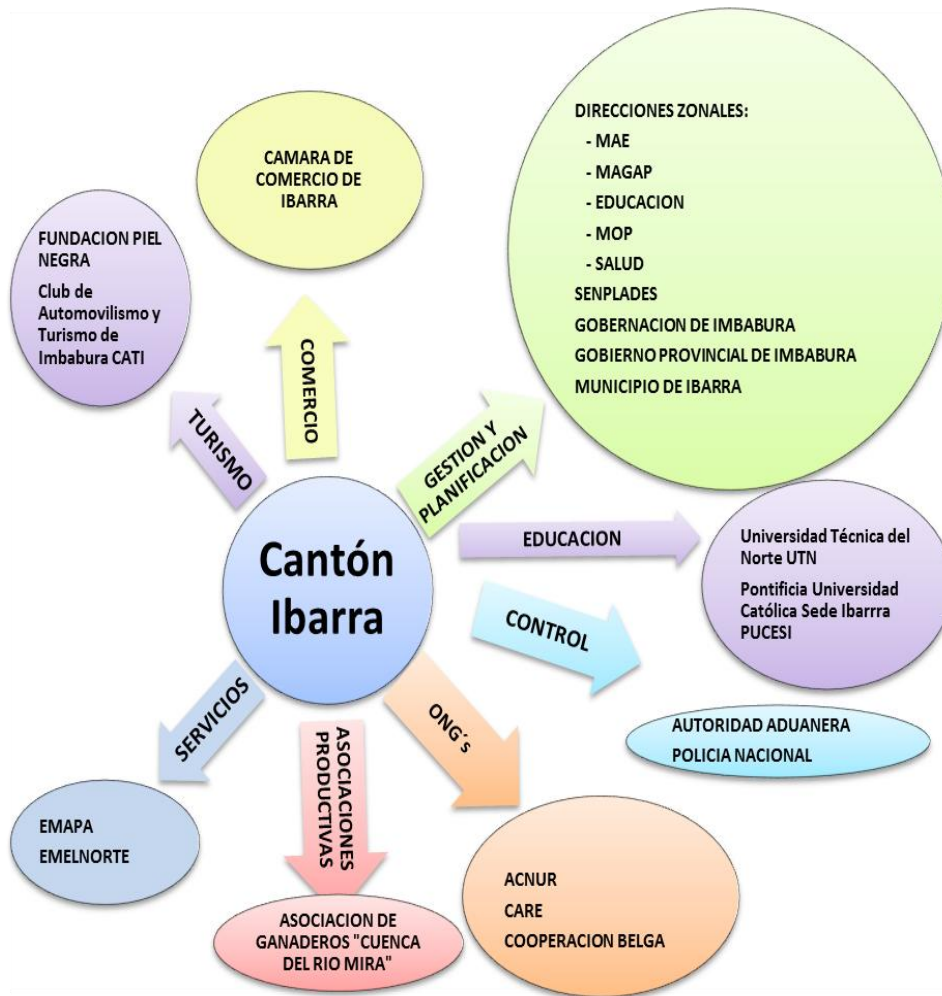 CAMARA DE
COMERCIO DE
IBARRA
DIRECCIONES ZONALES:
- MAE
- MAGAP
- EDUCACION
- MOP
- SALUD
SENPLADES
GOBERNACION DE IMBABURA
GOBIERNO PROVINCIAL DE IMBABURA
MUNICIPIO DE IBARRA
FUNDACION PIEL
NEGRA
Club de
Automovilismo y
Turismo de
Imbabura CATI
COMERCIO
TURISMO
GESTION Y
PLANIFICACION
EDUCACION
Universidad Técnica del
Norte UTN
Pontificia Universidad
Católica Sede Ibarrra
PUCESI
Cantón
Ibarra
CONTROL
AUTORIDAD ADUANERA
POLICIA NACIONAL
SERVICIOS
ASOCIACIONES
PRODUCTIVAS
ONG´s
EMAPA
EMELNORTE
ASOCIACION DE
GANADEROS "CUENCA
DEL RIO MIRA"
ACNUR
CARE
COOPERACION BELGA